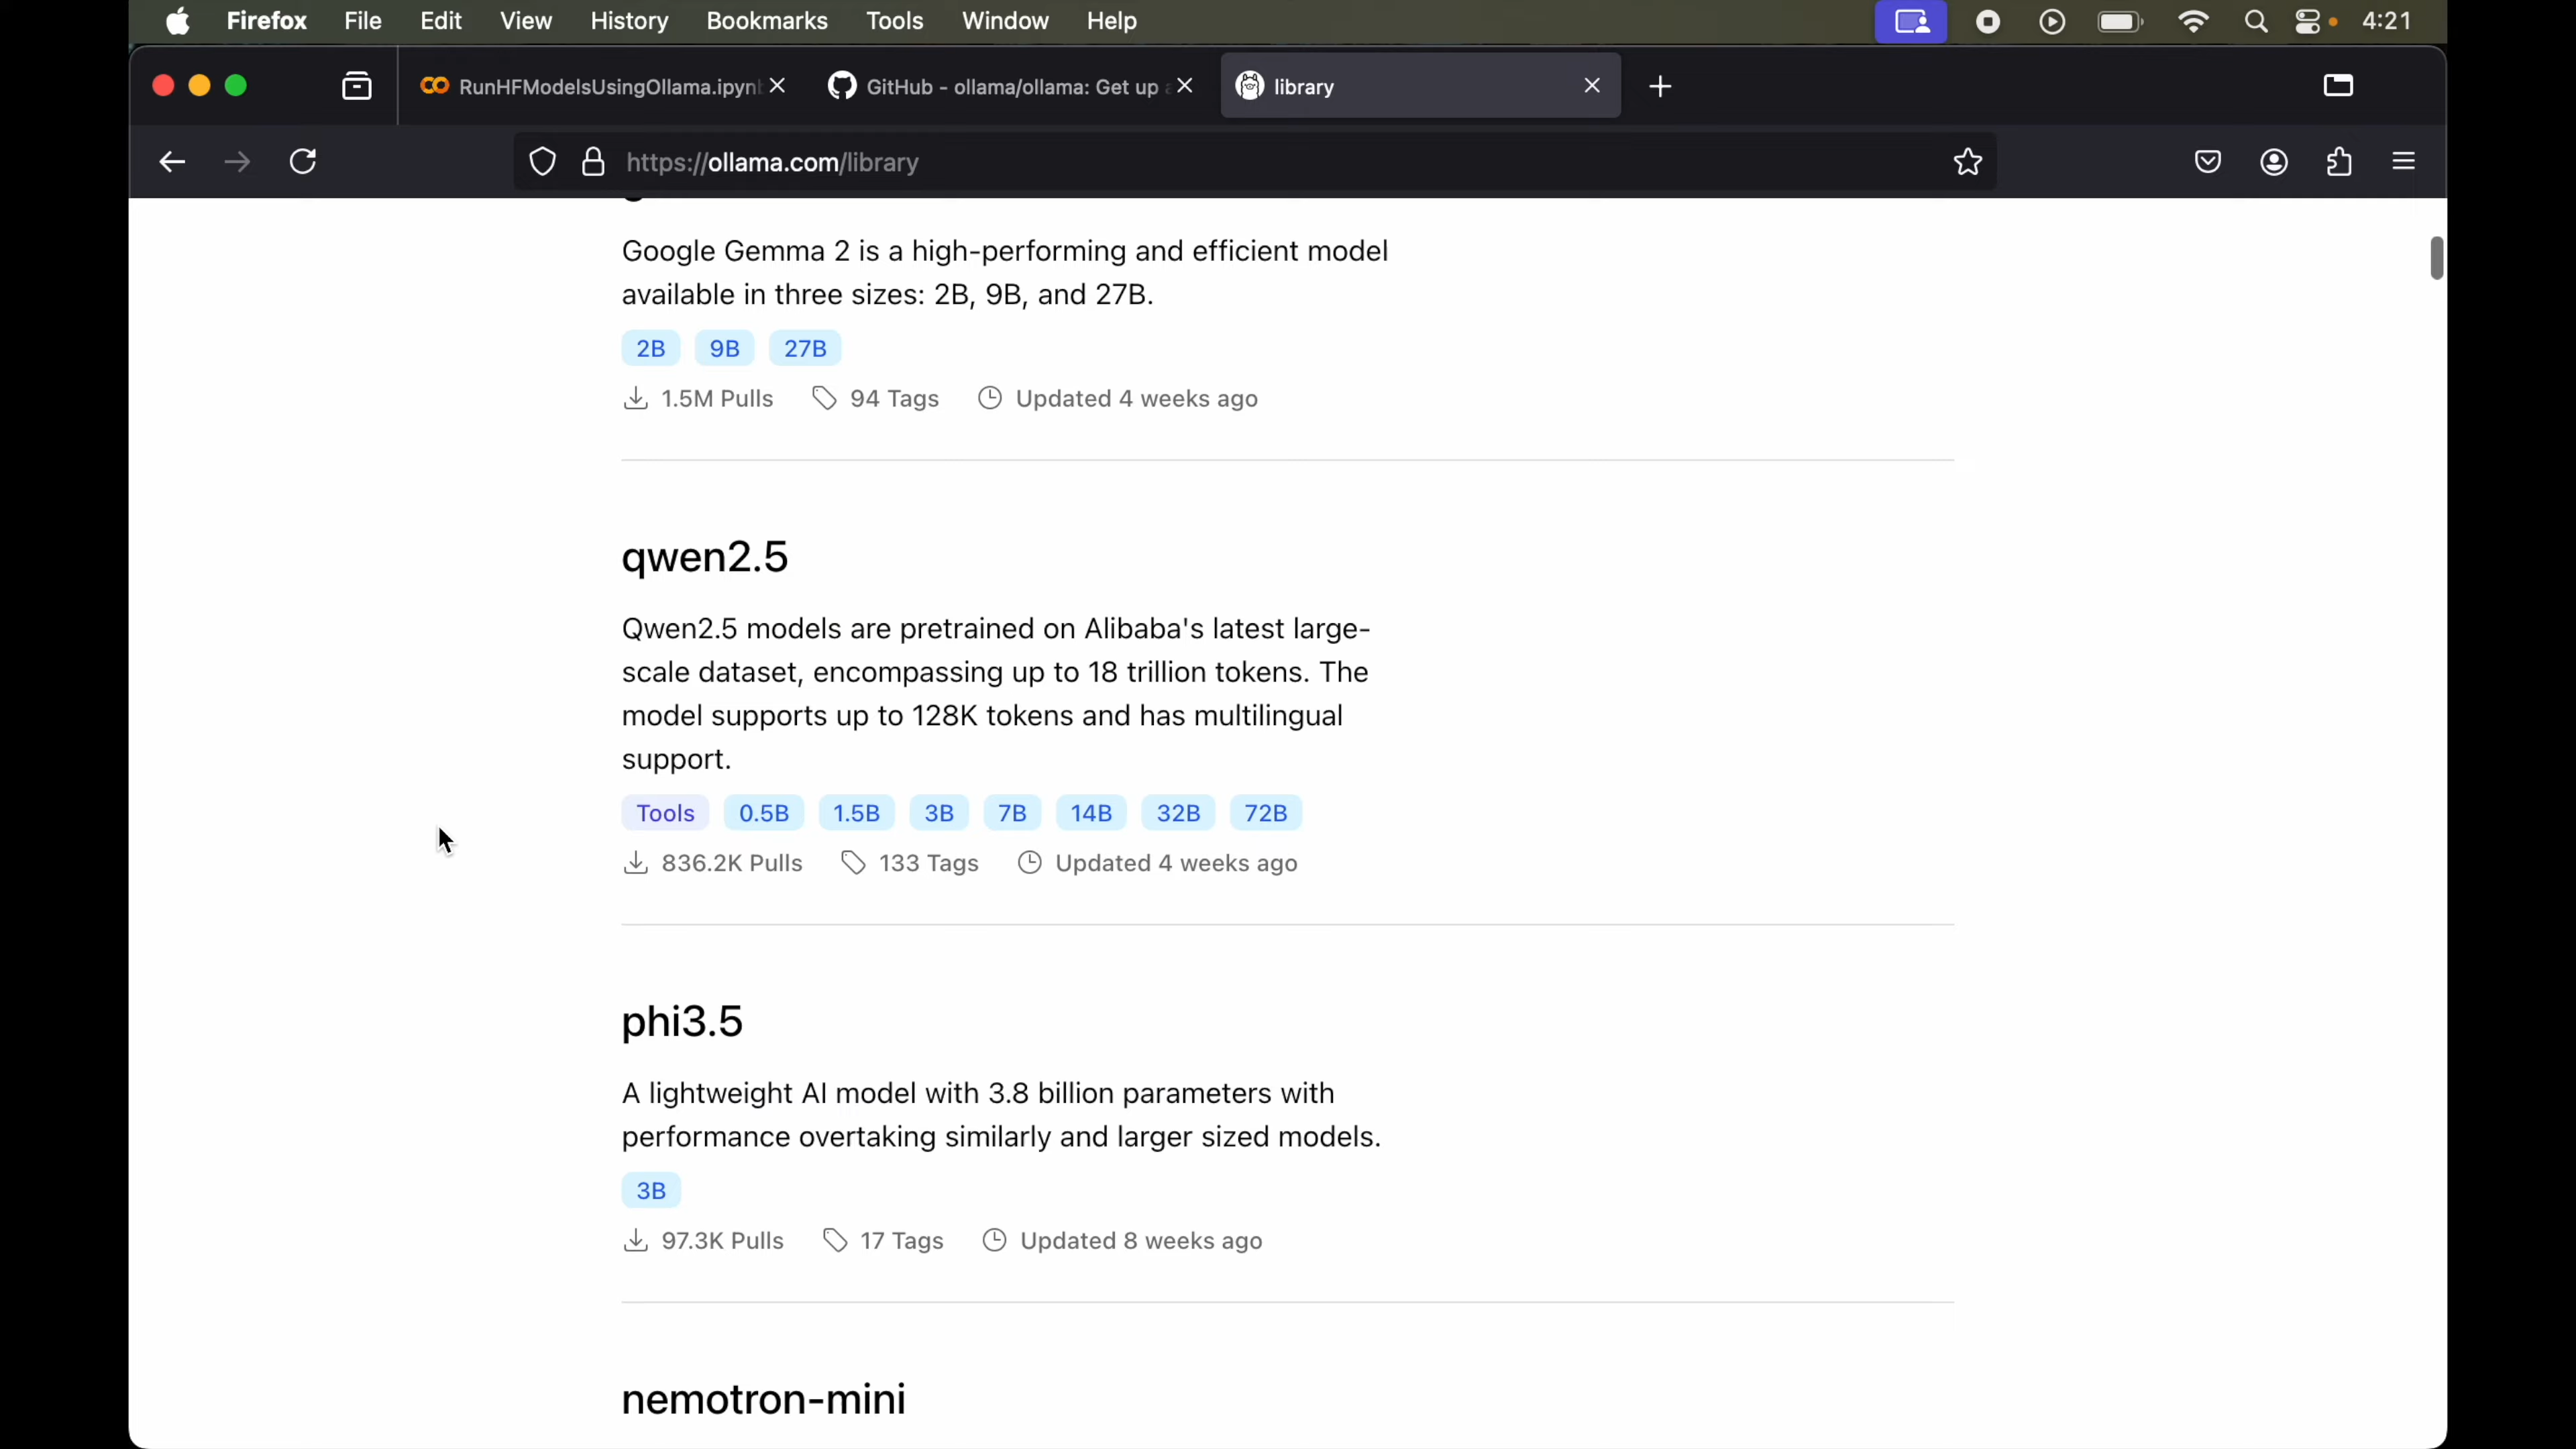 Firefox File Edit View History Bookmarks Tools Window Help 4:21
RunHFModelsUsingOllama.ipynb GitHub - ollama/ollama: Get up library
https://ollama.com/library
Google Gemma 2 is a high-performing and efficient model
available in three sizes: 2B, 9B, and 27B.
2B 9B 27B
1.5M Pulls 94 Tags Updated 4 weeks ago
qwen2.5
Qwen2.5 models are pretrained on Alibaba's latest large-
scale dataset, encompassing up to 18 trillion tokens. The
model supports up to 128K tokens and has multilingual
support.
Tools 0.5B 1.5B 3B 7B 14B 32B 72B
836.2K Pulls 133 Tags Updated 4 weeks ago
phi3.5
A lightweight AI model with 3.8 billion parameters with
performance overtaking similarly and larger sized models.
3B
97.3K Pulls 17 Tags Updated 8 weeks ago
nemotron-mini